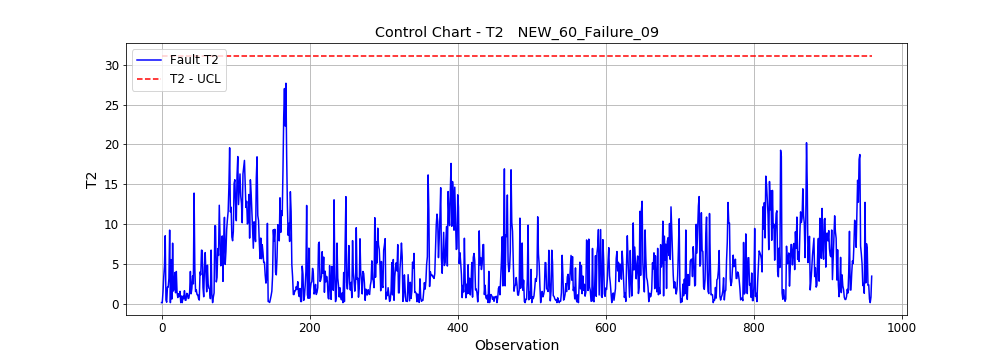 Control Chart - T2   NEW_60_Failure_09
Fault T2
T2 - UCL
T2
30
25
20
15
10
5
0
0 200 400 600 800 1000
Observation